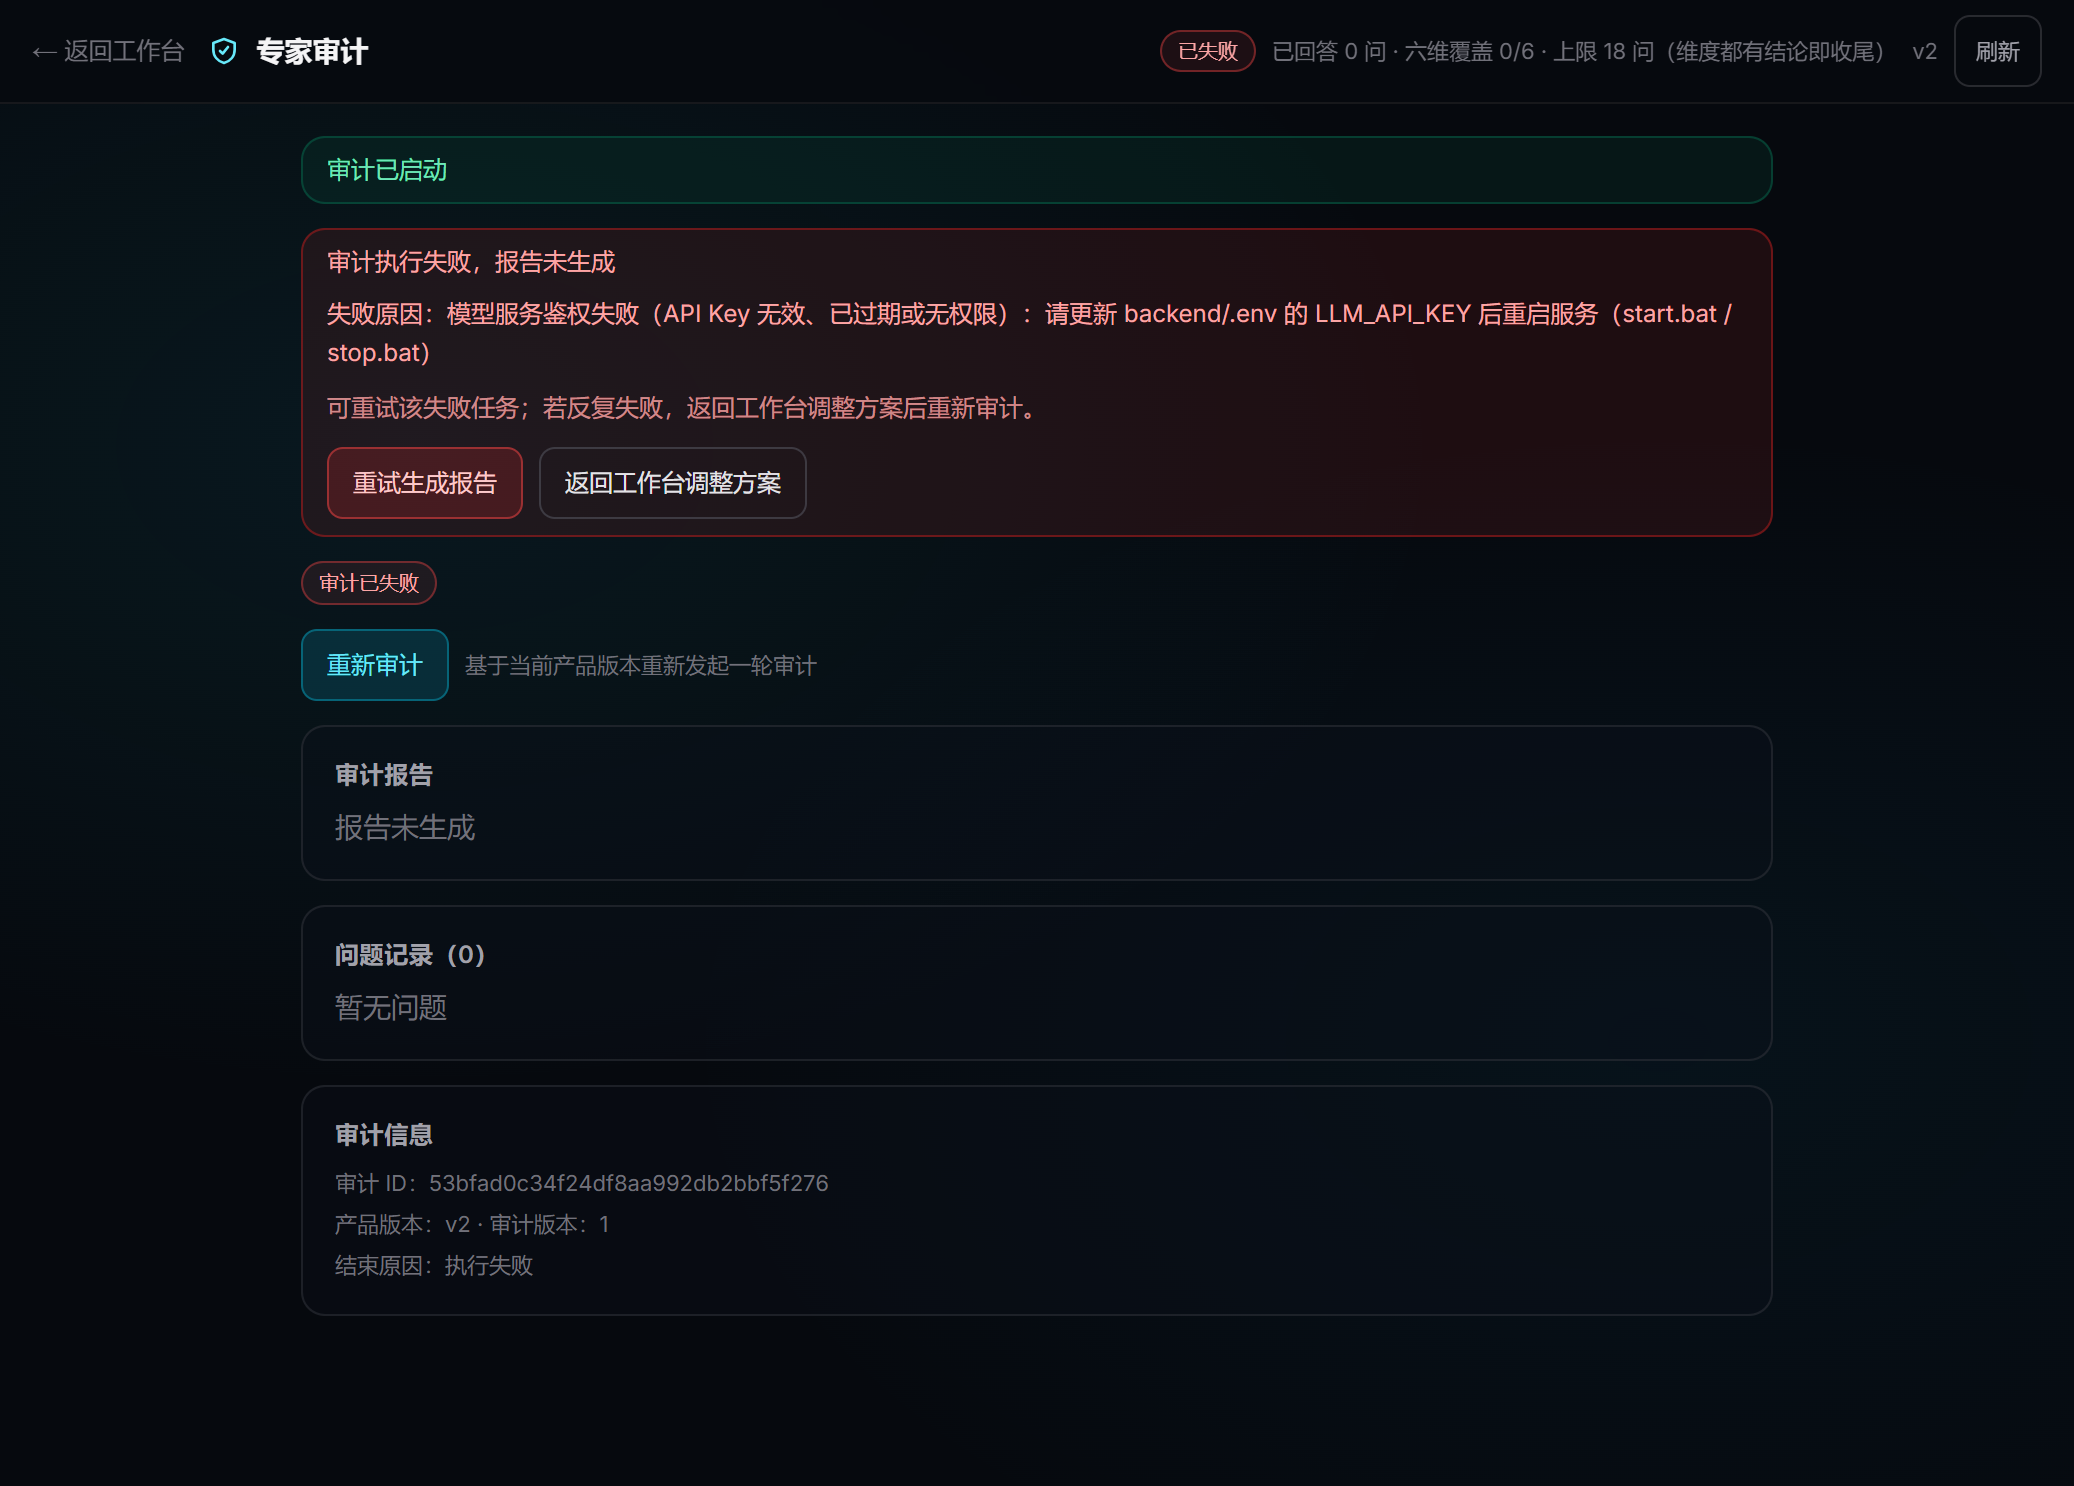 ← 返回工作台 专家审计 已失败 已回答 0 问 · 六维覆盖 0/6 · 上限 18 问（维度都有结论即收尾） v2 刷新
审计已启动
审计执行失败，报告未生成
失败原因：模型服务鉴权失败（API Key 无效、已过期或无权限）：请更新 backend/.env 的 LLM_API_KEY 后重启服务（start.bat /
stop.bat）
可重试该失败任务；若反复失败，返回工作台调整方案后重新审计。
重试生成报告 返回工作台调整方案
审计已失败
重新审计 基于当前产品版本重新发起一轮审计
审计报告
报告未生成
问题记录（0）
暂无问题
审计信息
审计 ID：53bfad0c34f24df8aa992db2bbf5f276
产品版本：v2 · 审计版本：1
结束原因：执行失败